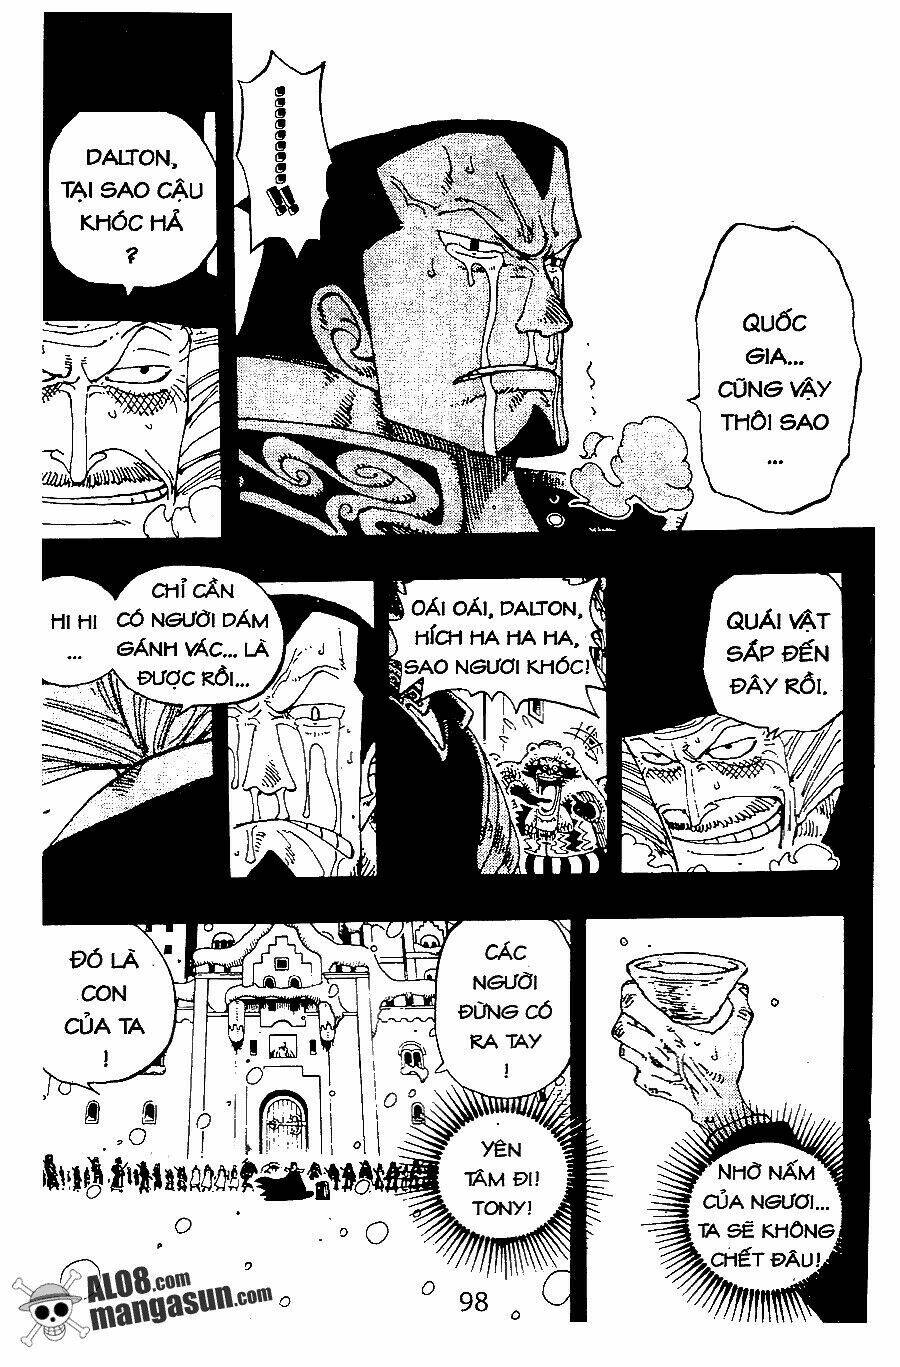 QUỐC
GIA...
CŨNG VẬY
THÔI SAO
...
.........!!
DALTON,
TẠI SAO CẬU
KHÓC HẢ
?
QUÁI VẬT
SẮP ĐẾN
ĐÂY RỒI.
OÁI OÁI, DALTON,
HÍCH HA HA HA,
SAO NGƯƠI KHÓC!
CHỈ CẦN
CÓ NGƯỜI DÁM
GÁNH VÁC... LÀ
ĐƯỢC RỒI...
HI HI
...
NHỜ NẤM
CỦA NGƯƠI...
TA SẼ KHÔNG
CHẾT ĐÂU!
CÁC
NGƯỜI
ĐỪNG CÓ
RA TAY
!
YÊN
TÂM ĐI!
TONY!
ĐÓ LÀ
CON
CỦA TA
!
98
ALO8.com
mangasun.com